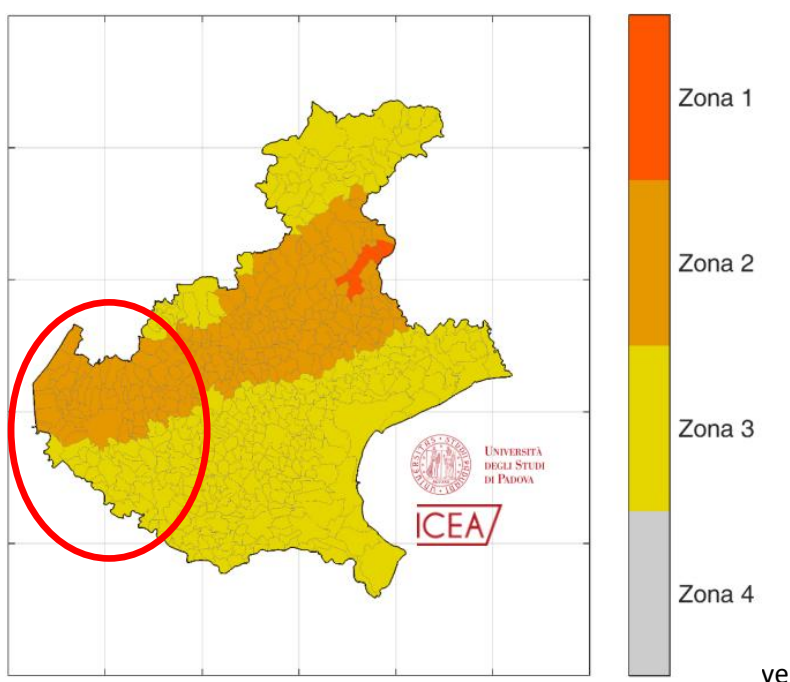 Zona 1
Zona 2
Zona 3
Zona 4
UNIVERSITÀ
DEGLI STUDI
DI PADOVA
ICEA
ve